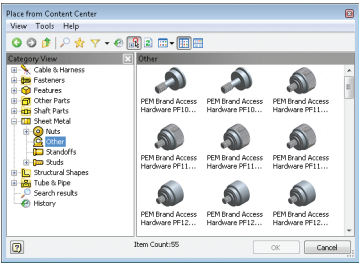 Place from Content Center
View Tools Help
Category View
Cable & Harness
Fasteners
Features
Other Parts
Shaft Parts
Sheet Metal
Nuts
Other
Standoffs
Studs
Structural Shapes
Tube & Pipe
Search results
History
Other
PEM Brand Access PEM Brand Access PEM Brand Access
Hardware PF10... Hardware PF10... Hardware PF11...
PEM Brand Access PEM Brand Access PEM Brand Access
Hardware PF11... Hardware PF11... Hardware PF11...
PEM Brand Access PEM Brand Access PEM Brand Access
Hardware PF12... Hardware PF12... Hardware PF12...
Item Count:55
OK Cancel